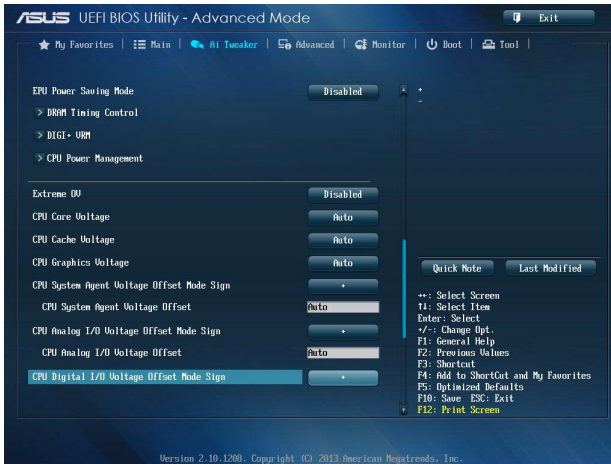 ASUS UEFI BIOS Utility - Advanced Mode
Exit
My Favorites Main Ai Tweaker Advanced Monitor Boot Tool
EPU Power Saving Mode Disabled
> DRAM Timing Control
> DIGI+ VRM
> CPU Power Management
Extreme OV Disabled
CPU Core Voltage Auto
CPU Cache Voltage Auto
CPU Graphics Voltage Auto
CPU System Agent Voltage Offset Mode Sign +
CPU System Agent Voltage Offset Auto
CPU Analog I/O Voltage Offset Mode Sign +
CPU Analog I/O Voltage Offset Auto
CPU Digital I/O Voltage Offset Mode Sign +
+
-
Quick Note Last Modified
→←: Select Screen
↑↓: Select Item
Enter: Select
+/-: Change Opt.
F1: General Help
F2: Previous Values
F3: Shortcut
F4: Add to ShortCut and My Favorites
F5: Optimized Defaults
F10: Save ESC: Exit
F12: Print Screen
Version 2.10.1208. Copyright (C) 2013 American Megatrends, Inc.